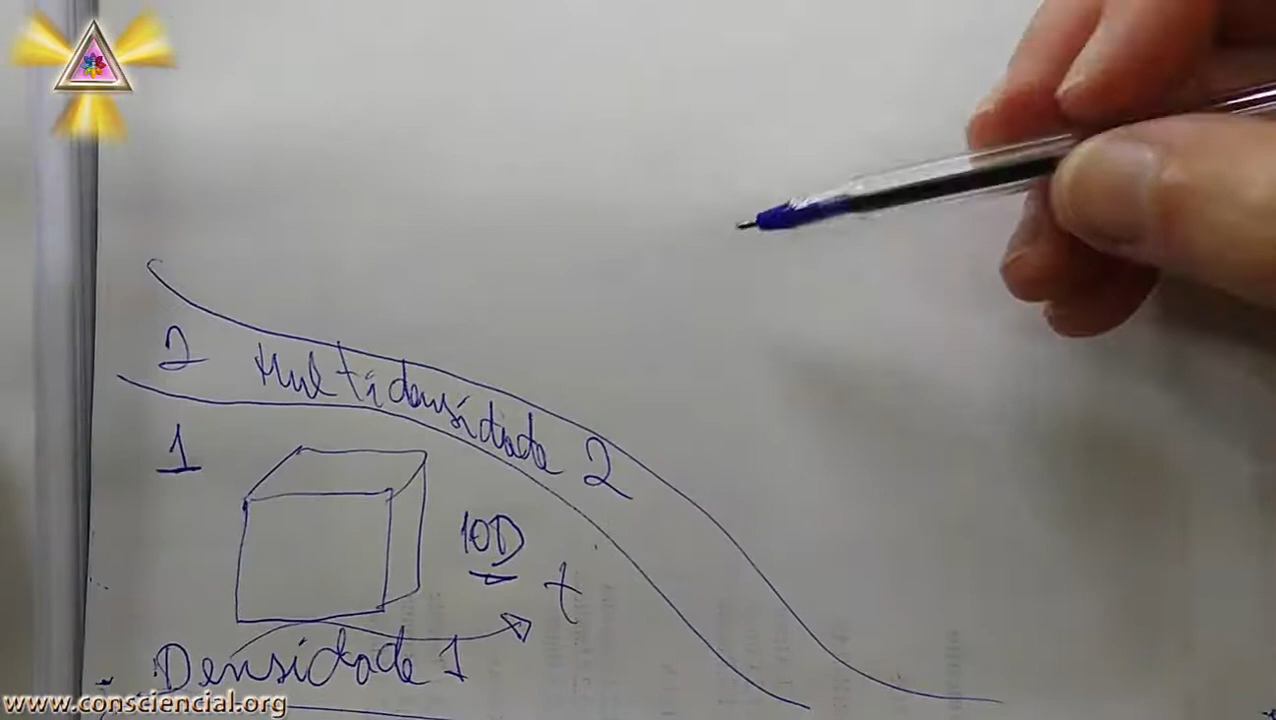 2 Multidensidade 2
1
10D
t
Densidade 1
www.consciencial.org